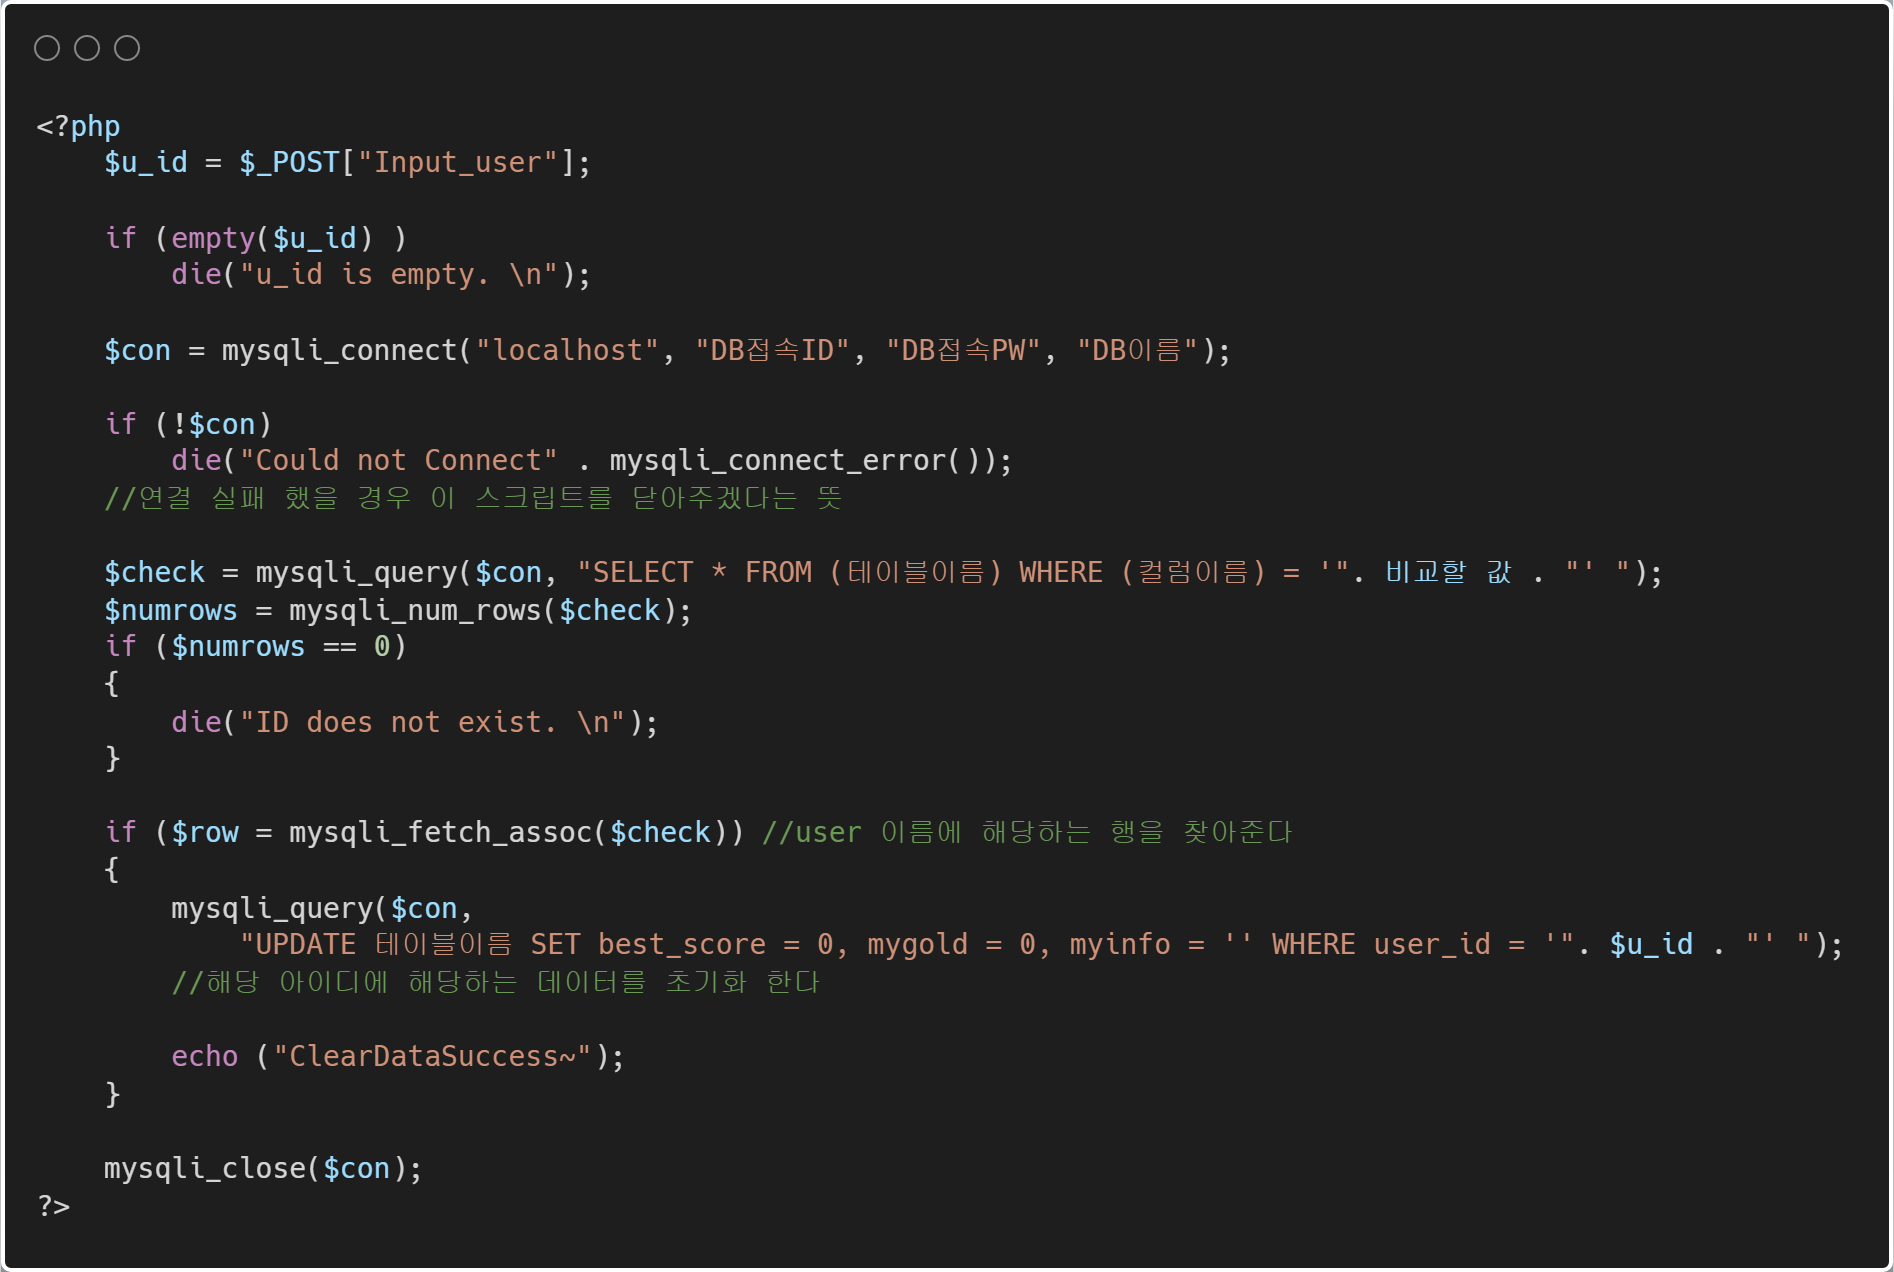 <?php
    $u_id = $_POST["Input_user"];

    if (empty($u_id) )
        die("u_id is empty. \n");

    $con = mysqli_connect("localhost", "DB접속ID", "DB접속PW", "DB이름");

    if (!$con)
        die("Could not Connect" . mysqli_connect_error());
    //연결 실패 했을 경우 이 스크립트를 닫아주겠다는 뜻

    $check = mysqli_query($con, "SELECT * FROM (테이블이름) WHERE (컬럼이름) = '". 비교할 값 . "' ");
    $numrows = mysqli_num_rows($check);
    if ($numrows == 0)
    {
        die("ID does not exist. \n");
    }

    if ($row = mysqli_fetch_assoc($check)) //user 이름에 해당하는 행을 찾아준다
    {
        mysqli_query($con,
            "UPDATE 테이블이름 SET best_score = 0, mygold = 0, myinfo = '' WHERE user_id = '". $u_id . "' ");
        //해당 아이디에 해당하는 데이터를 초기화 한다

        echo ("ClearDataSuccess~");
    }

    mysqli_close($con);
?>